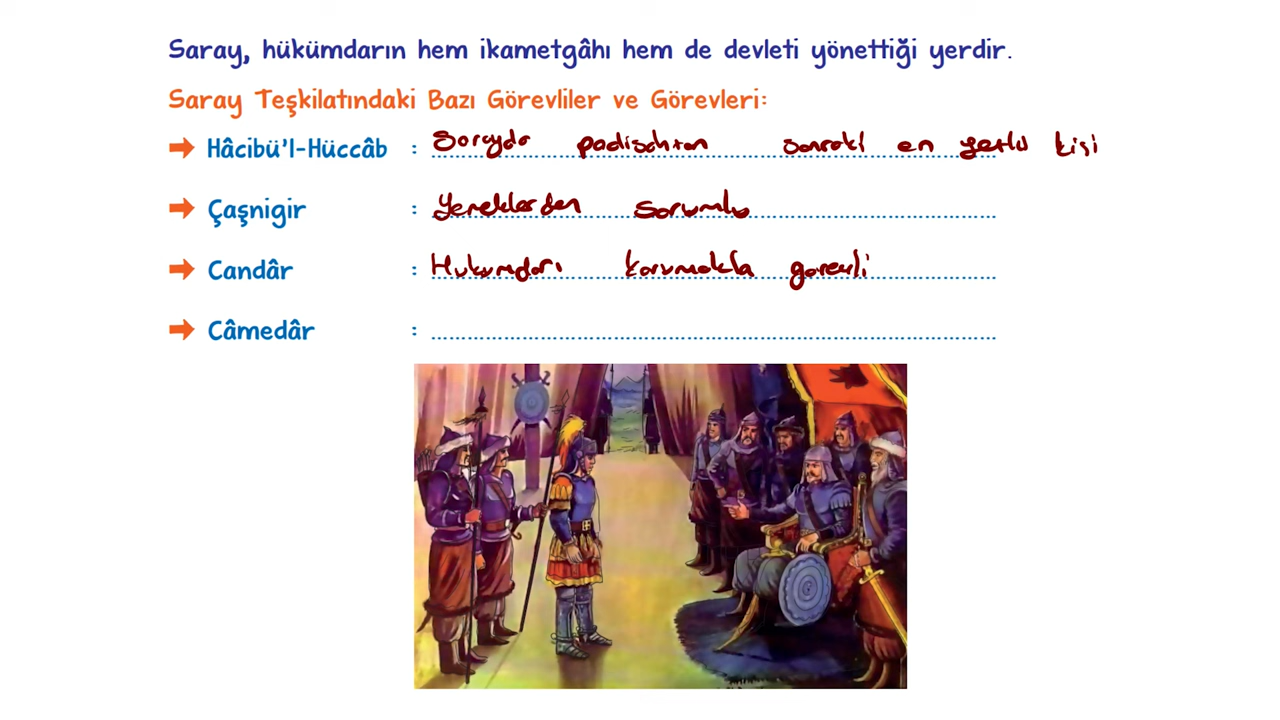 Saray, hükümdarın hem ikametgâhı hem de devleti yönettiği yerdir.
Saray Teşkilatındaki Bazı Görevliler ve Görevleri:
→ Hâcibü'l-Hüccâb : Sarayda padişahtan sonraki en yetkili kişi
→ Çaşnigir : Yemeklerden sorumlu
→ Candâr : Hükümdarı korumakla görevli
→ Câmedâr :